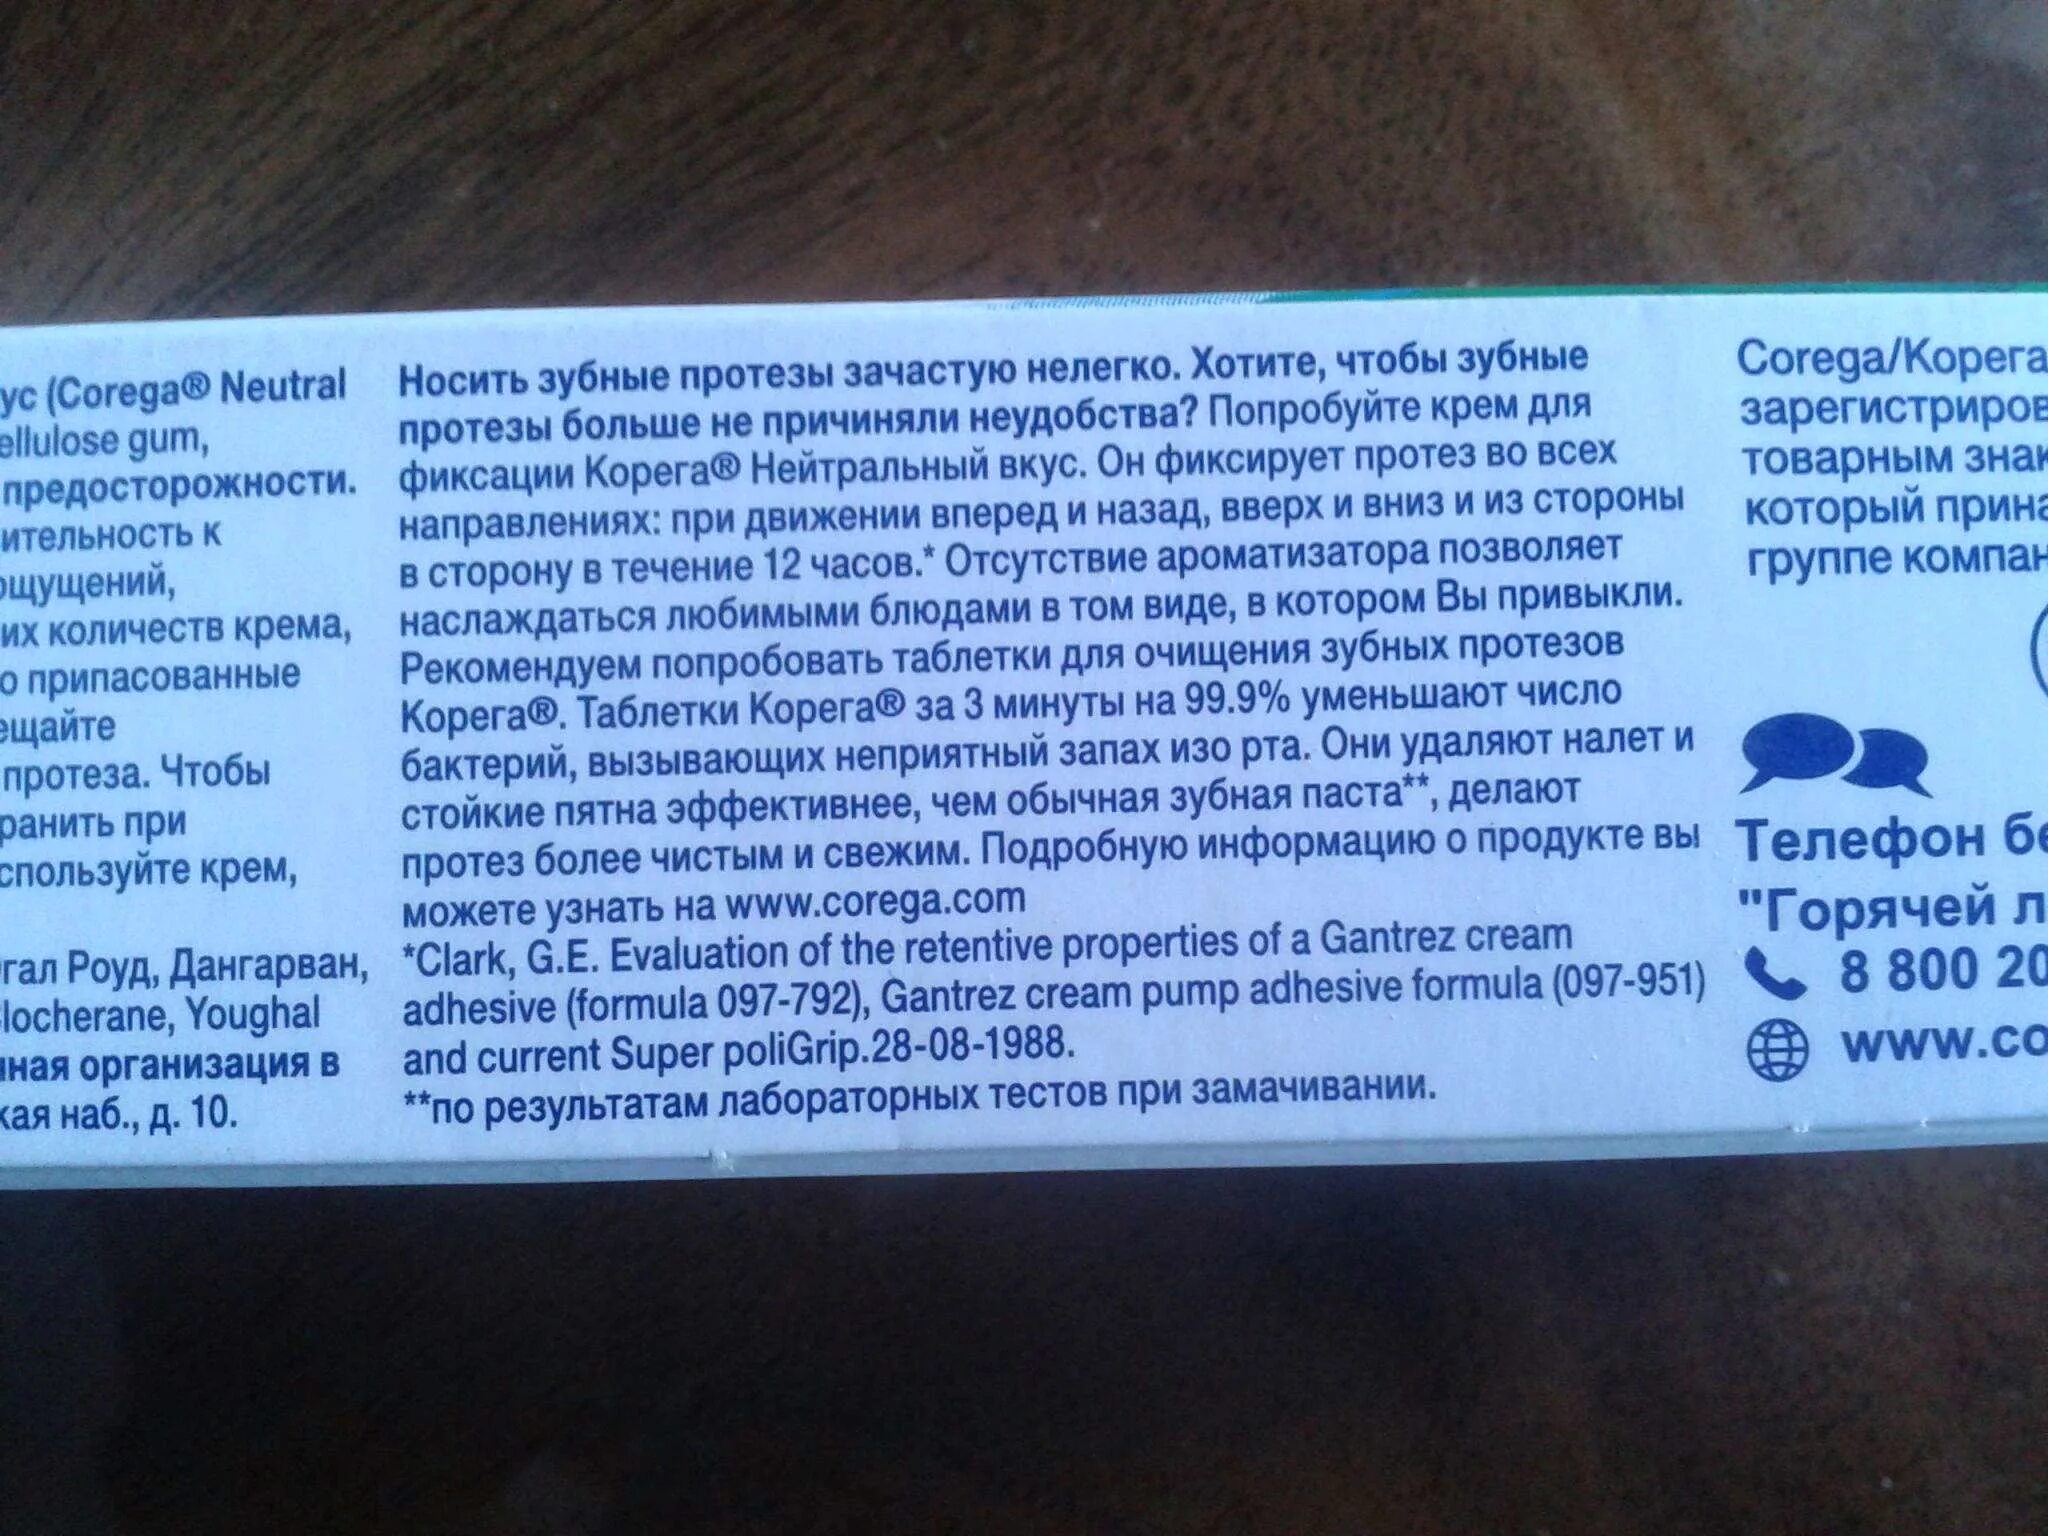 ус (Corega® Neutral
ellulose gum,
предосторожности.
ительность к
ощущений,
их количеств крема,
о припасованные
ещайте
протеза. Чтобы
ранить при
спользуйте крем,
гал Роуд, Дангарван,
locherane, Youghal
ная организация в
кая наб., д. 10.
Носить зубные протезы зачастую нелегко. Хотите, чтобы зубные
протезы больше не причиняли неудобства? Попробуйте крем для
фиксации Корега® Нейтральный вкус. Он фиксирует протез во всех
направлениях: при движении вперед и назад, вверх и вниз и из стороны
в сторону в течение 12 часов.* Отсутствие ароматизатора позволяет
наслаждаться любимыми блюдами в том виде, в котором Вы привыкли.
Рекомендуем попробовать таблетки для очищения зубных протезов
Корега®. Таблетки Корега® за 3 минуты на 99.9% уменьшают число
бактерий, вызывающих неприятный запах изо рта. Они удаляют налет и
стойкие пятна эффективнее, чем обычная зубная паста**, делают
протез более чистым и свежим. Подробную информацию о продукте вы
можете узнать на www.corega.com
*Clark, G.E. Evaluation of the retentive properties of a Gantrez cream
adhesive (formula 097-792), Gantrez cream pump adhesive formula (097-951)
and current Super poliGrip.28-08-1988.
**по результатам лабораторных тестов при замачивании.
Corega/Корега
зарегистриров
товарным знак
который прина
группе компан
Телефон бе
"Горячей л
8 800 20
www.co